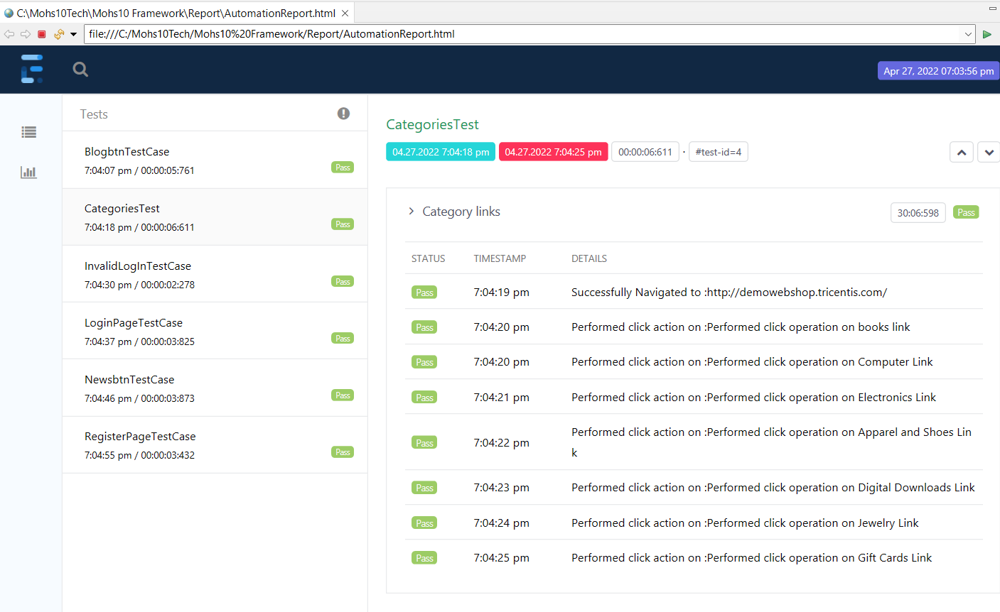 C:\Mohs10Tech\Mohs10 Framework\Report\AutomationReport.html
file:///C:/Mohs10Tech/Mohs10%20Framework/Report/AutomationReport.html
Apr 27, 2022 07:03:56 pm
Tests
BlogbtnTestCase
7:04:07 pm / 00:00:05:761
Pass
CategoriesTest
7:04:18 pm / 00:00:06:611
Pass
InvalidLogInTestCase
7:04:30 pm / 00:00:02:278
Pass
LoginPageTestCase
7:04:37 pm / 00:00:03:825
Pass
NewsbtnTestCase
7:04:46 pm / 00:00:03:873
Pass
RegisterPageTestCase
7:04:55 pm / 00:00:03:432
Pass
CategoriesTest
04.27.2022 7:04:18 pm 04.27.2022 7:04:25 pm 00:00:06:611 · #test-id=4
Category links 30:06:598 Pass
STATUS TIMESTAMP DETAILS
Pass 7:04:19 pm Successfully Navigated to :http://demowebshop.tricentis.com/
Pass 7:04:20 pm Performed click action on :Performed click operation on books link
Pass 7:04:20 pm Performed click action on :Performed click operation on Computer Link
Pass 7:04:21 pm Performed click action on :Performed click operation on Electronics Link
Pass 7:04:22 pm Performed click action on :Performed click operation on Apparel and Shoes Lin
k
Pass 7:04:23 pm Performed click action on :Performed click operation on Digital Downloads Link
Pass 7:04:24 pm Performed click action on :Performed click operation on Jewelry Link
Pass 7:04:25 pm Performed click action on :Performed click operation on Gift Cards Link